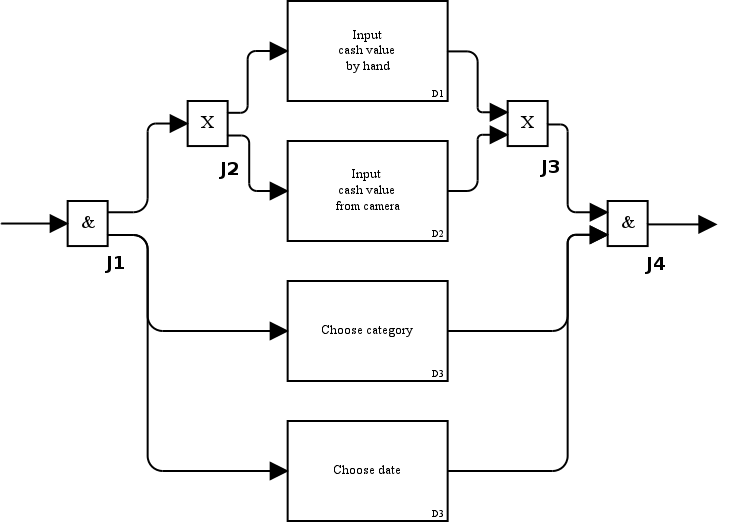 Input
cash value
by hand
D1
X
J2
X
J3
Input
cash value
from camera
D2
&
J1
&
J4
Choose category
D3
Choose date
D3